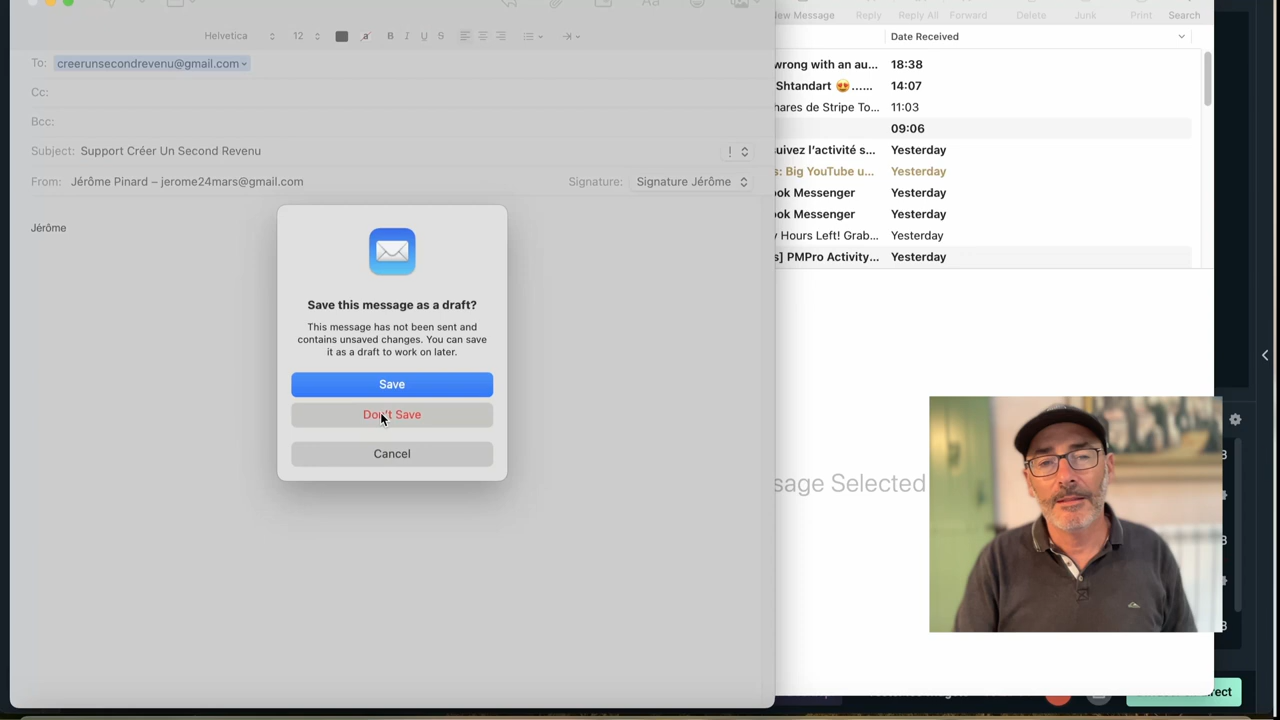 New Message Reply Reply All Forward Delete Junk Print Search
Helvetica 12 a B I U S
Date Received
To: creerunsecondrevenu@gmail.com
Cc:
Bcc:
Subject: Support Créer Un Second Revenu !
From: Jérôme Pinard – jerome24mars@gmail.com Signature: Signature Jérôme
Jérôme
Save this message as a draft?
This message has not been sent and
contains unsaved changes. You can save
it as a draft to work on later.
Save
Don't Save
Cancel
wrong with an au... 18:38
Shtandart 😍...... 14:07
hares de Stripe To... 11:03
09:06
suivez l'activité s... Yesterday
s: Big YouTube u... Yesterday
ok Messenger Yesterday
ok Messenger Yesterday
y Hours Left! Grab... Yesterday
s] PMPro Activity... Yesterday
sage Selected